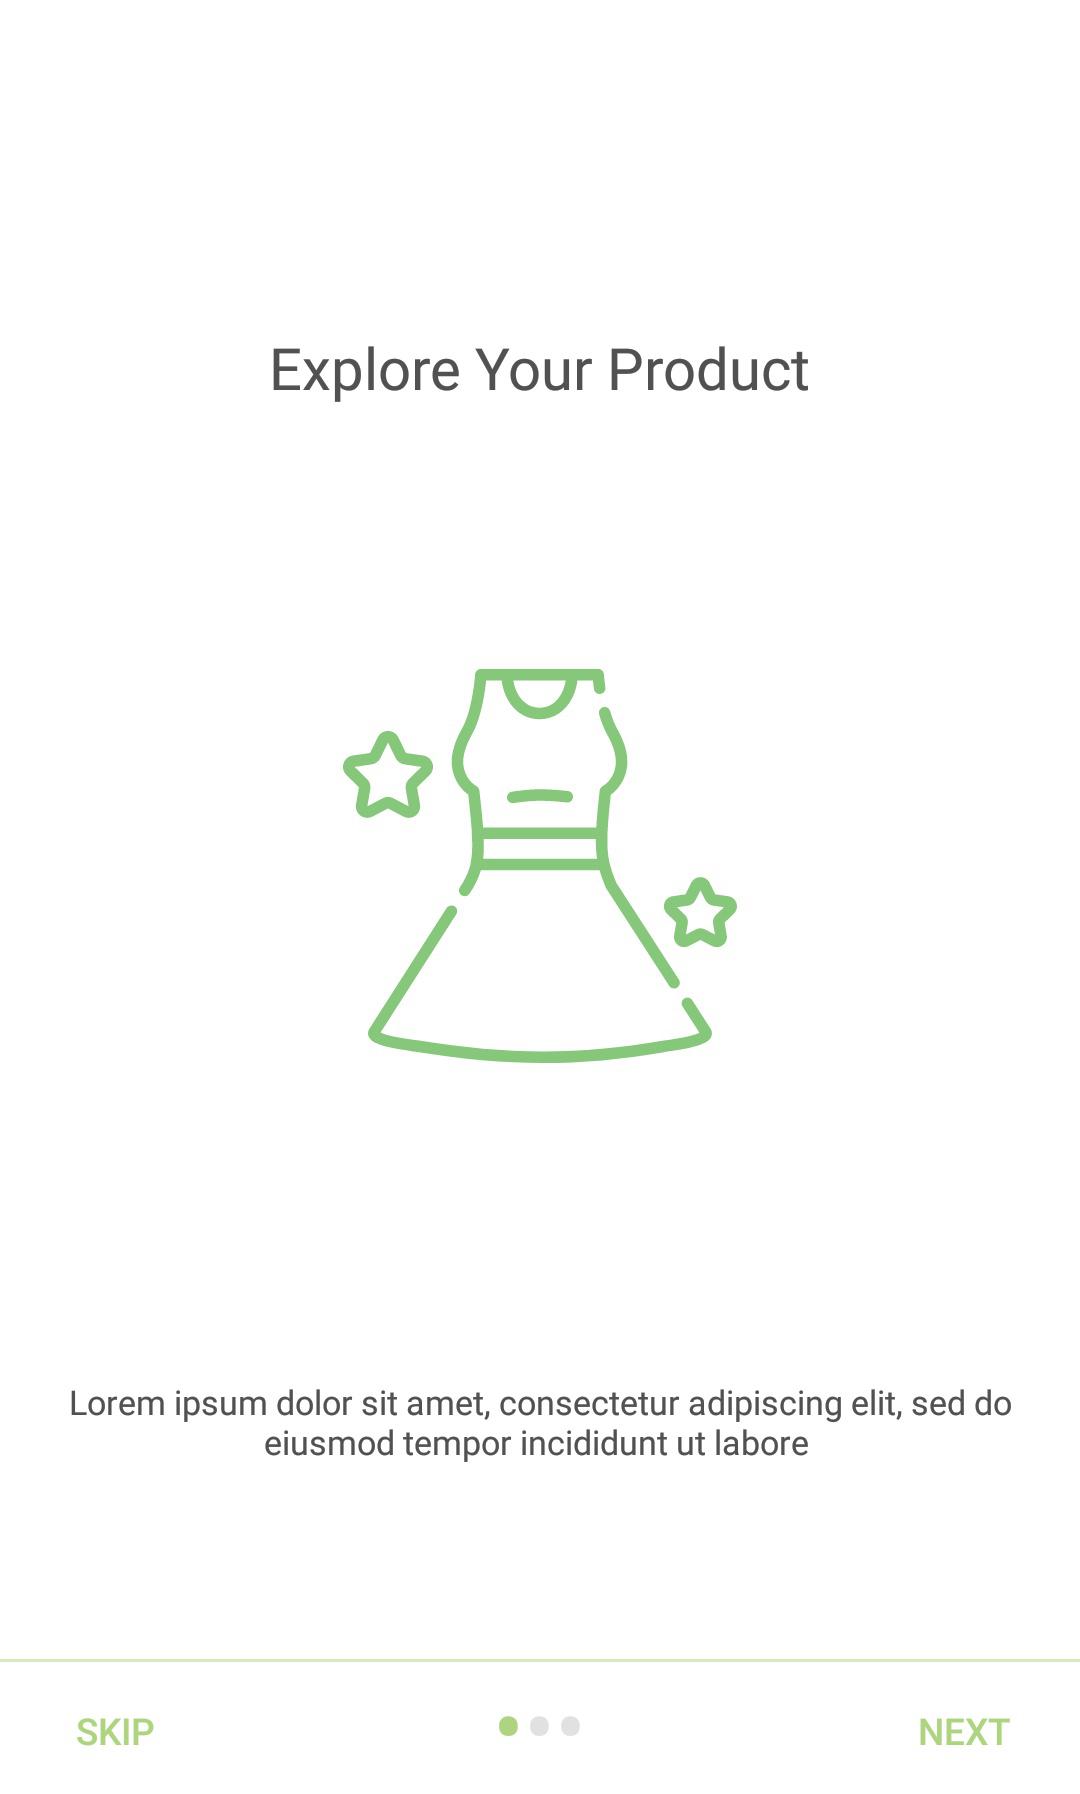 Explore Your Product
Lorem ipsum dolor sit amet, consectetur adipiscing elit, sed do
eiusmod tempor incididunt ut labore
SKIP
NEXT